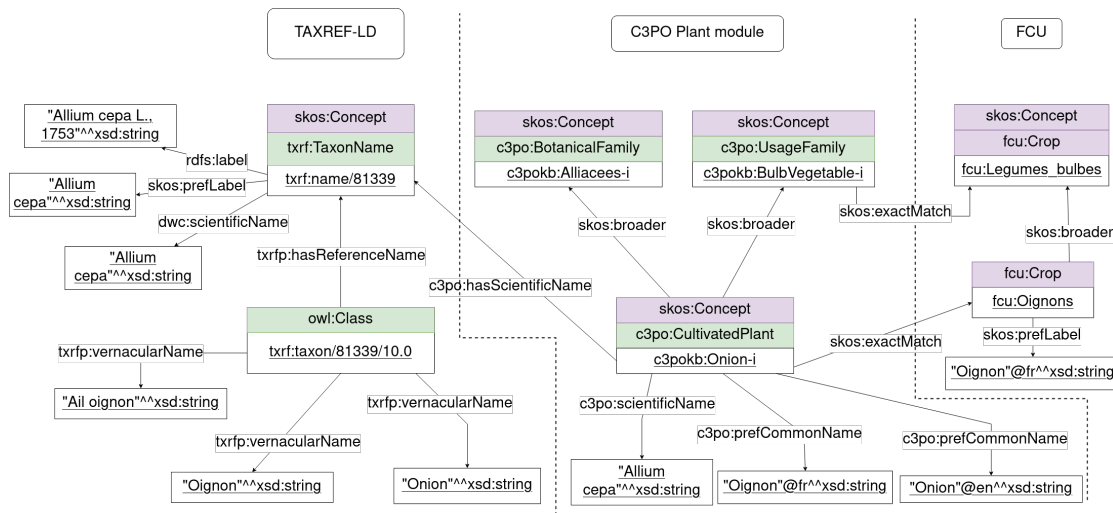 TAXREF-LD
C3PO Plant module
FCU
"Allium cepa L.,
1753"^^xsd:string
rdfs:label
"Allium
cepa"^^xsd:string
skos:prefLabel
dwc:scientificName
"Allium
cepa"^^xsd:string
skos:Concept
txrf:TaxonName
txrf:name/81339
txrfp:hasReferenceName
owl:Class
txrf:taxon/81339/10.0
txrfp:vernacularName
"Ail oignon"^^xsd:string
txrfp:vernacularName
"Oignon"^^xsd:string
txrfp:vernacularName
"Onion"^^xsd:string
c3po:hasScientificName
skos:Concept
c3po:BotanicalFamily
c3pokb:Alliacees-i
skos:Concept
c3po:UsageFamily
c3pokb:BulbVegetable-i
skos:broader
skos:broader
skos:exactMatch
skos:Concept
c3po:CultivatedPlant
c3pokb:Onion-i
skos:exactMatch
c3po:scientificName
"Allium
cepa"^^xsd:string
c3po:prefCommonName
"Oignon"@fr^^xsd:string
c3po:prefCommonName
"Onion"@en^^xsd:string
skos:Concept
fcu:Crop
fcu:Legumes_bulbes
skos:broader
fcu:Crop
fcu:Oignons
skos:prefLabel
"Oignon"@fr^^xsd:string